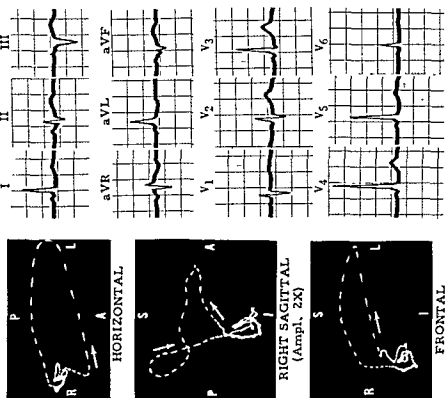 I II III
aVR aVL aVF
V1 V2 V3
V4 V5 V6
P
R L
A
HORIZONTAL
S
P A
I
RIGHT SAGITTAL
(Ampl. 2X)
S
R L
I
FRONTAL